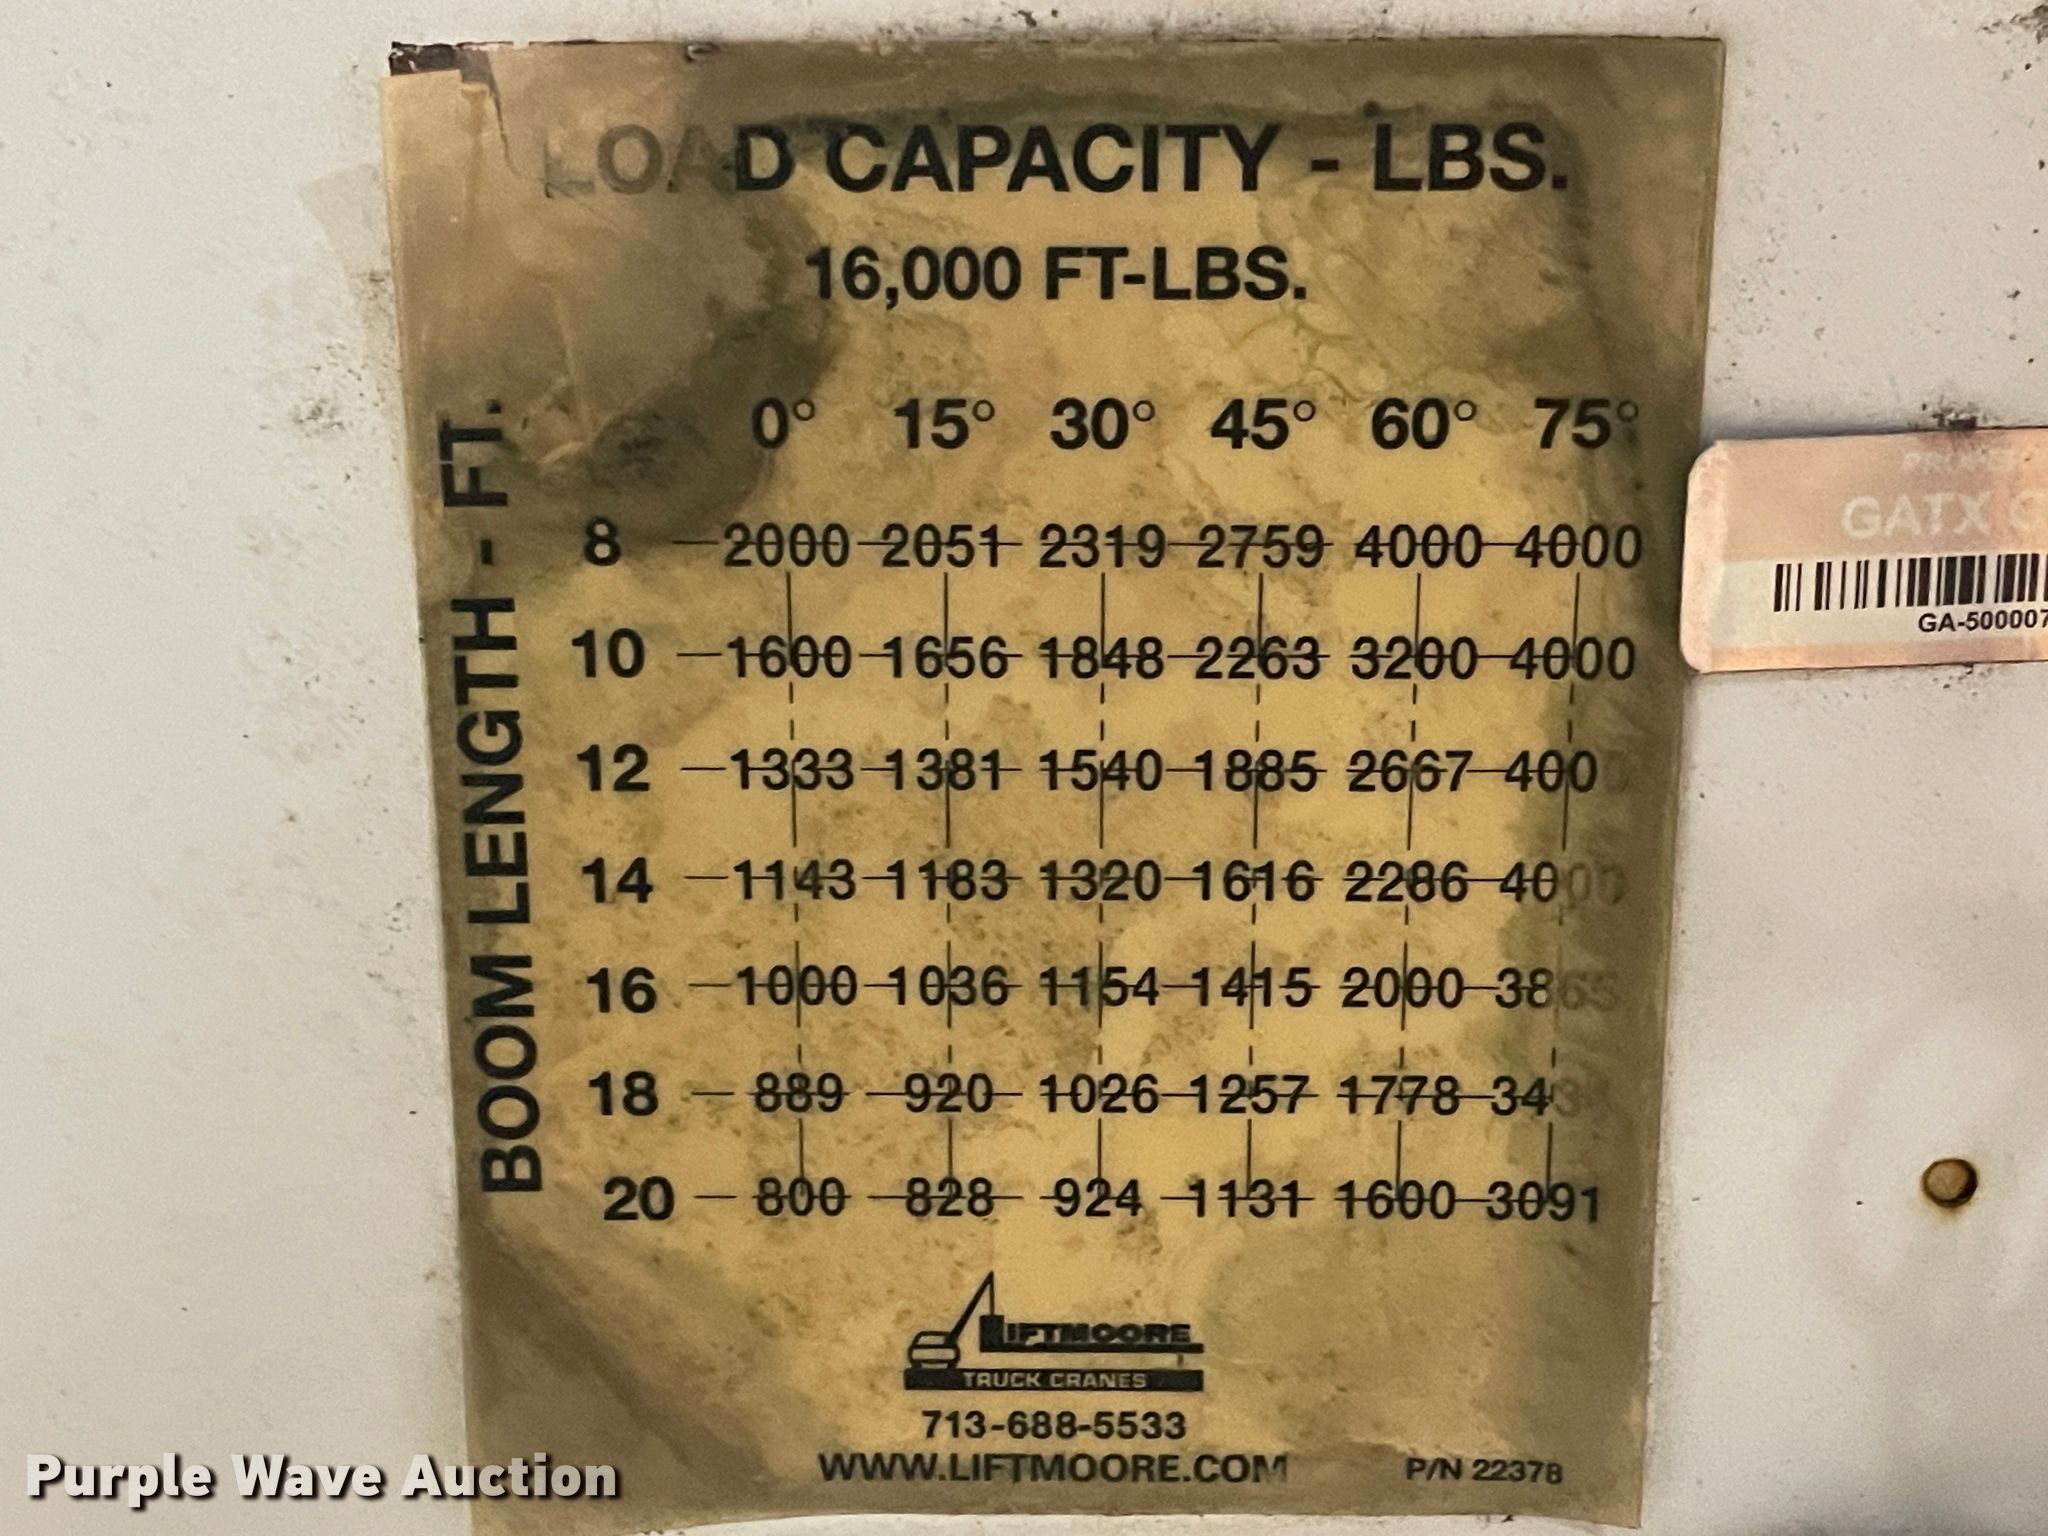 LOAD CAPACITY - LBS.
16,000 FT-LBS.
BOOM LENGTH - FT.
0° 15° 30° 45° 60° 75°
8 2000 2051 2319 2759 4000 4000
10 1600 1656 1848 2263 3200 4000
12 1333 1381 1540 1885 2667 4000
14 1143 1183 1320 1616 2286 4000
16 1000 1036 1154 1415 2000 3865
18 889 920 1026 1257 1778
20 800 828 924 1131 1600 3091
LIFTMOORE
TRUCK CRANES
713-688-5533
WWW.LIFTMOORE.COM
P/N 22378
GATX
GA-500007
Purple Wave Auction